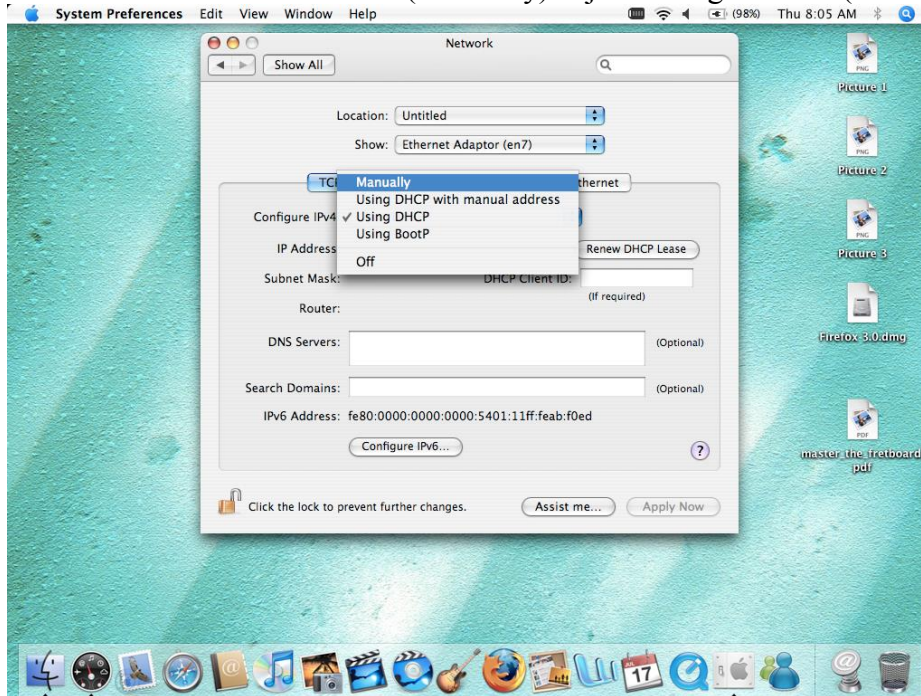 System Preferences Edit View Window Help (98%) Thu 8:05 AM
Network
Show All
Location: Untitled
Show: Ethernet Adaptor (en7)
TC
Manually
thernet
Using DHCP with manual address
Configure IPv4
✓ Using DHCP
Using BootP
IP Address
Renew DHCP Lease
Off
Subnet Mask:
DHCP Client ID:
(If required)
Router:
DNS Servers:
(Optional)
Search Domains:
(Optional)
IPv6 Address: fe80:0000:0000:0000:5401:11ff:feab:f0ed
Configure IPv6...
?
Click the lock to prevent further changes.
Assist me...
Apply Now
PNG
Picture 1
PNG
Picture 2
PNG
Picture 3
Firefox 3.0.dmg
PDF
master_the_fretboard
pdf
17